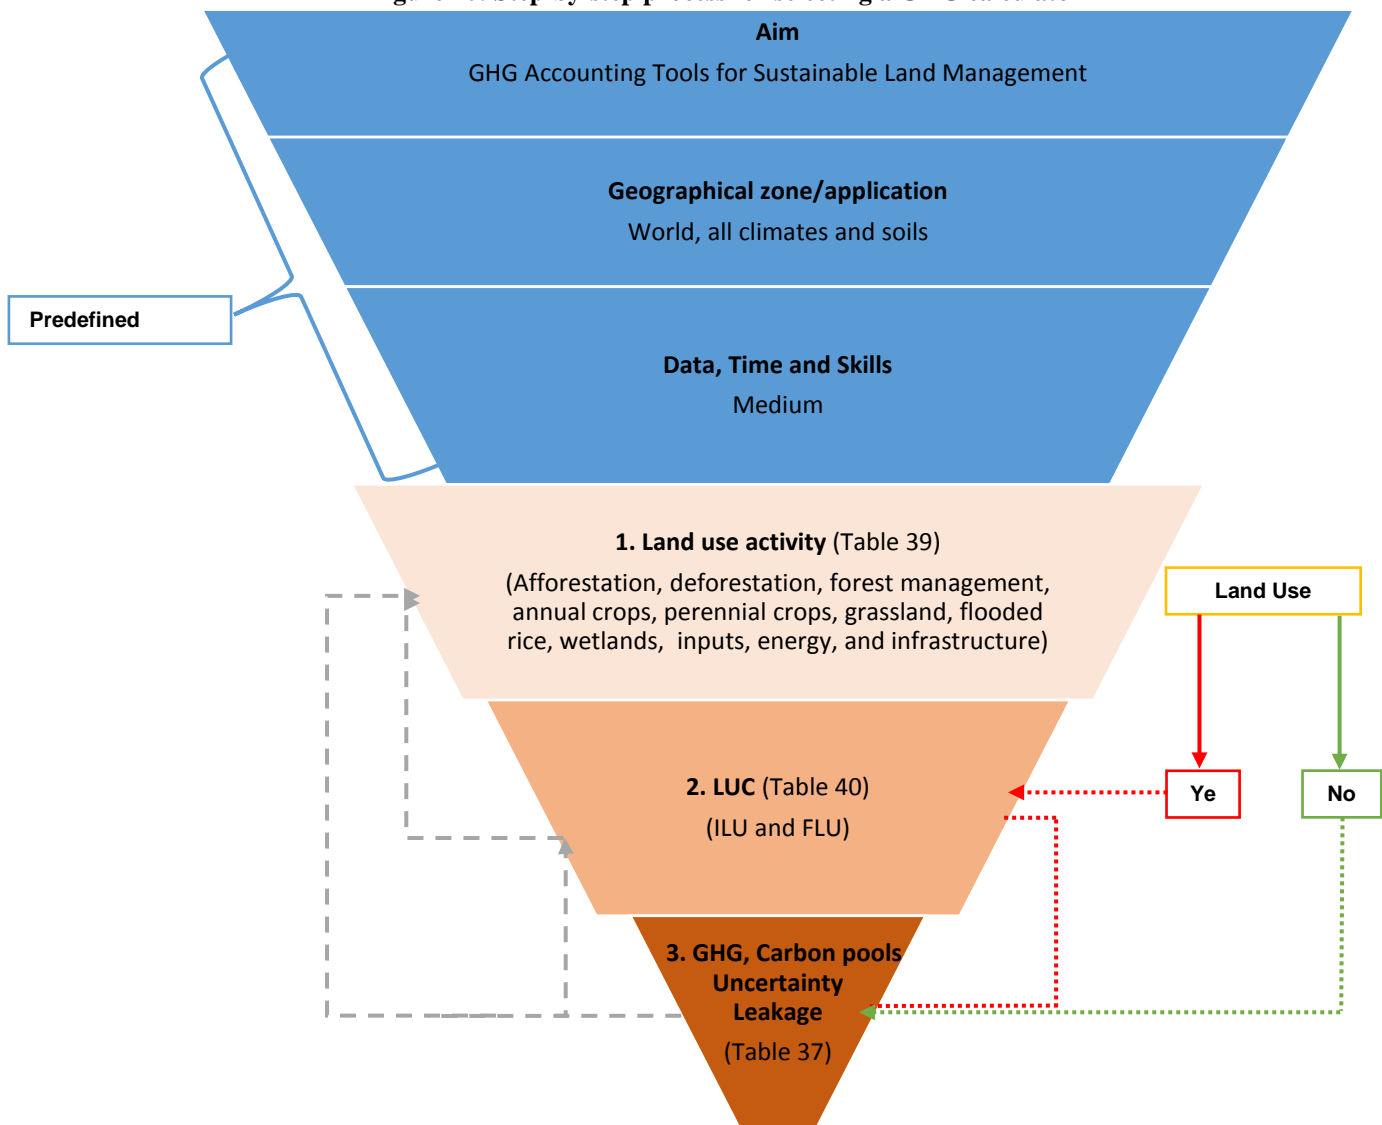 Aim
GHG Accounting Tools for Sustainable Land Management
Geographical zone/application
World, all climates and soils
Predefined
Data, Time and Skills
Medium
1. Land use activity (Table 39)
(Afforestation, deforestation, forest management,
annual crops, perennial crops, grassland, flooded
rice, wetlands, inputs, energy, and infrastructure)
Land Use
2. LUC (Table 40)
(ILU and FLU)
Ye
No
3. GHG, Carbon pools
Uncertainty
Leakage
(Table 37)